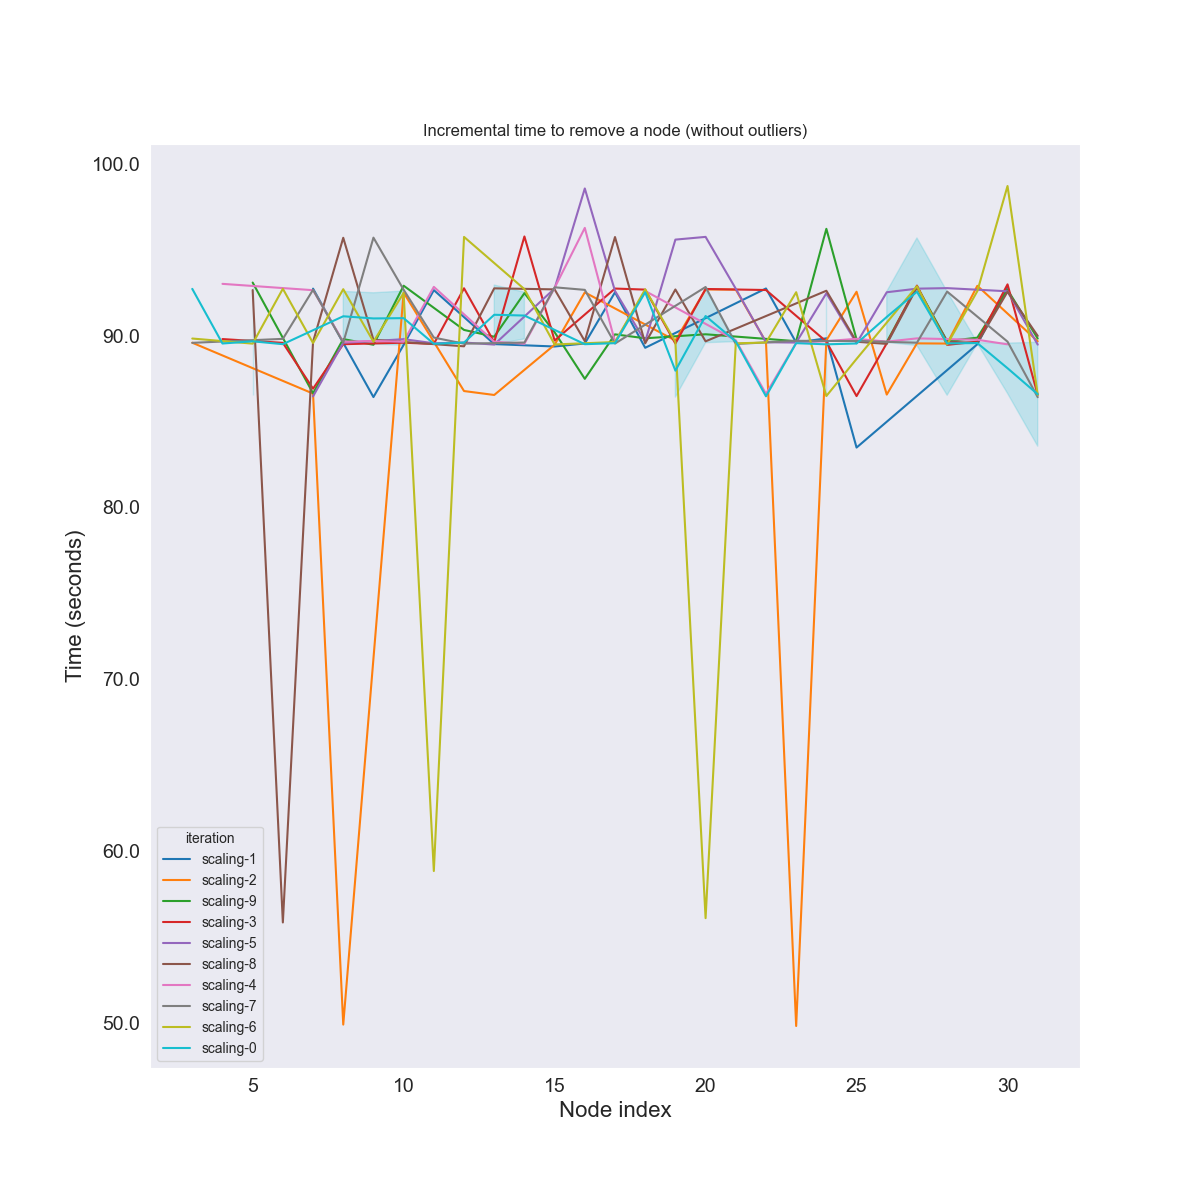 Incremental time to remove a node (without outliers)
100.0
90.0
80.0
70.0
60.0
50.0
Time (seconds)
iteration
scaling-1
scaling-2
scaling-9
scaling-3
scaling-5
scaling-8
scaling-4
scaling-7
scaling-6
scaling-0
5 10 15 20 25 30
Node index